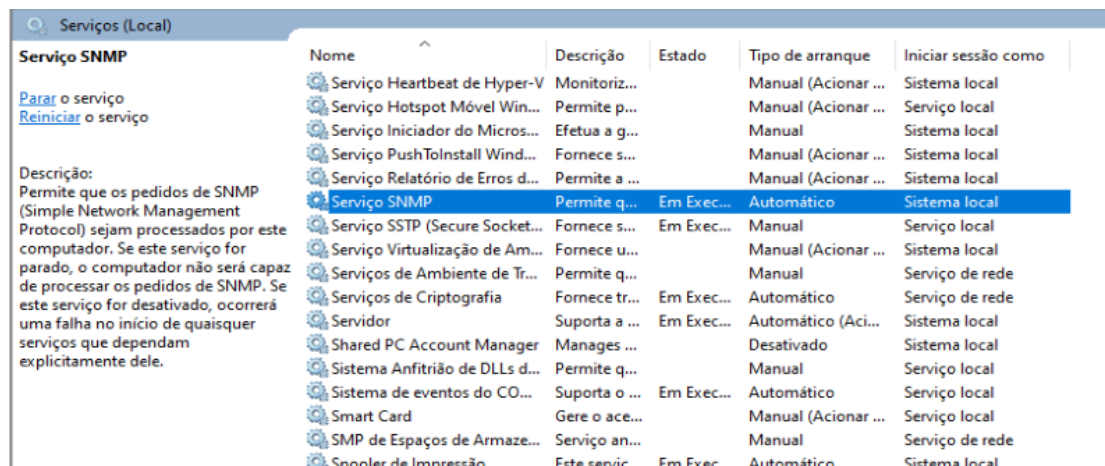 Serviços (Local)
Serviço SNMP
Parar o serviço
Reiniciar o serviço
Descrição:
Permite que os pedidos de SNMP
(Simple Network Management
Protocol) sejam processados por este
computador. Se este serviço for
parado, o computador não será capaz
de processar os pedidos de SNMP. Se
este serviço for desativado, ocorrerá
uma falha no início de quaisquer
serviços que dependam
explicitamente dele.
Nome Descrição Estado Tipo de arranque Iniciar sessão como
Serviço Heartbeat de Hyper-V Monitoriz... Manual (Acionar ... Sistema local
Serviço Hotspot Móvel Win... Permite p... Manual (Acionar ... Serviço local
Serviço Iniciador do Micros... Efetua a g... Manual Sistema local
Serviço PushToInstall Wind... Fornece s... Manual (Acionar ... Sistema local
Serviço Relatório de Erros d... Permite a ... Manual (Acionar ... Sistema local
Serviço SNMP Permite q... Em Exec... Automático Sistema local
Serviço SSTP (Secure Socket... Fornece s... Em Exec... Manual Serviço local
Serviço Virtualização de Am... Fornece u... Manual (Acionar ... Sistema local
Serviços de Ambiente de Tr... Permite q... Manual Serviço de rede
Serviços de Criptografia Fornece tr... Em Exec... Automático Serviço de rede
Servidor Suporta a ... Em Exec... Automático (Aci... Sistema local
Shared PC Account Manager Manages ... Desativado Sistema local
Sistema Anfitrião de DLLs d... Permite q... Manual Serviço local
Sistema de eventos do CO... Suporta o ... Em Exec... Automático Serviço local
Smart Card Gere o ace... Manual (Acionar ... Serviço local
SMP de Espaços de Armaze... Serviço an... Manual Serviço de rede
Spooler de Impressão Este servic... Em Exec... Automático Sistema local